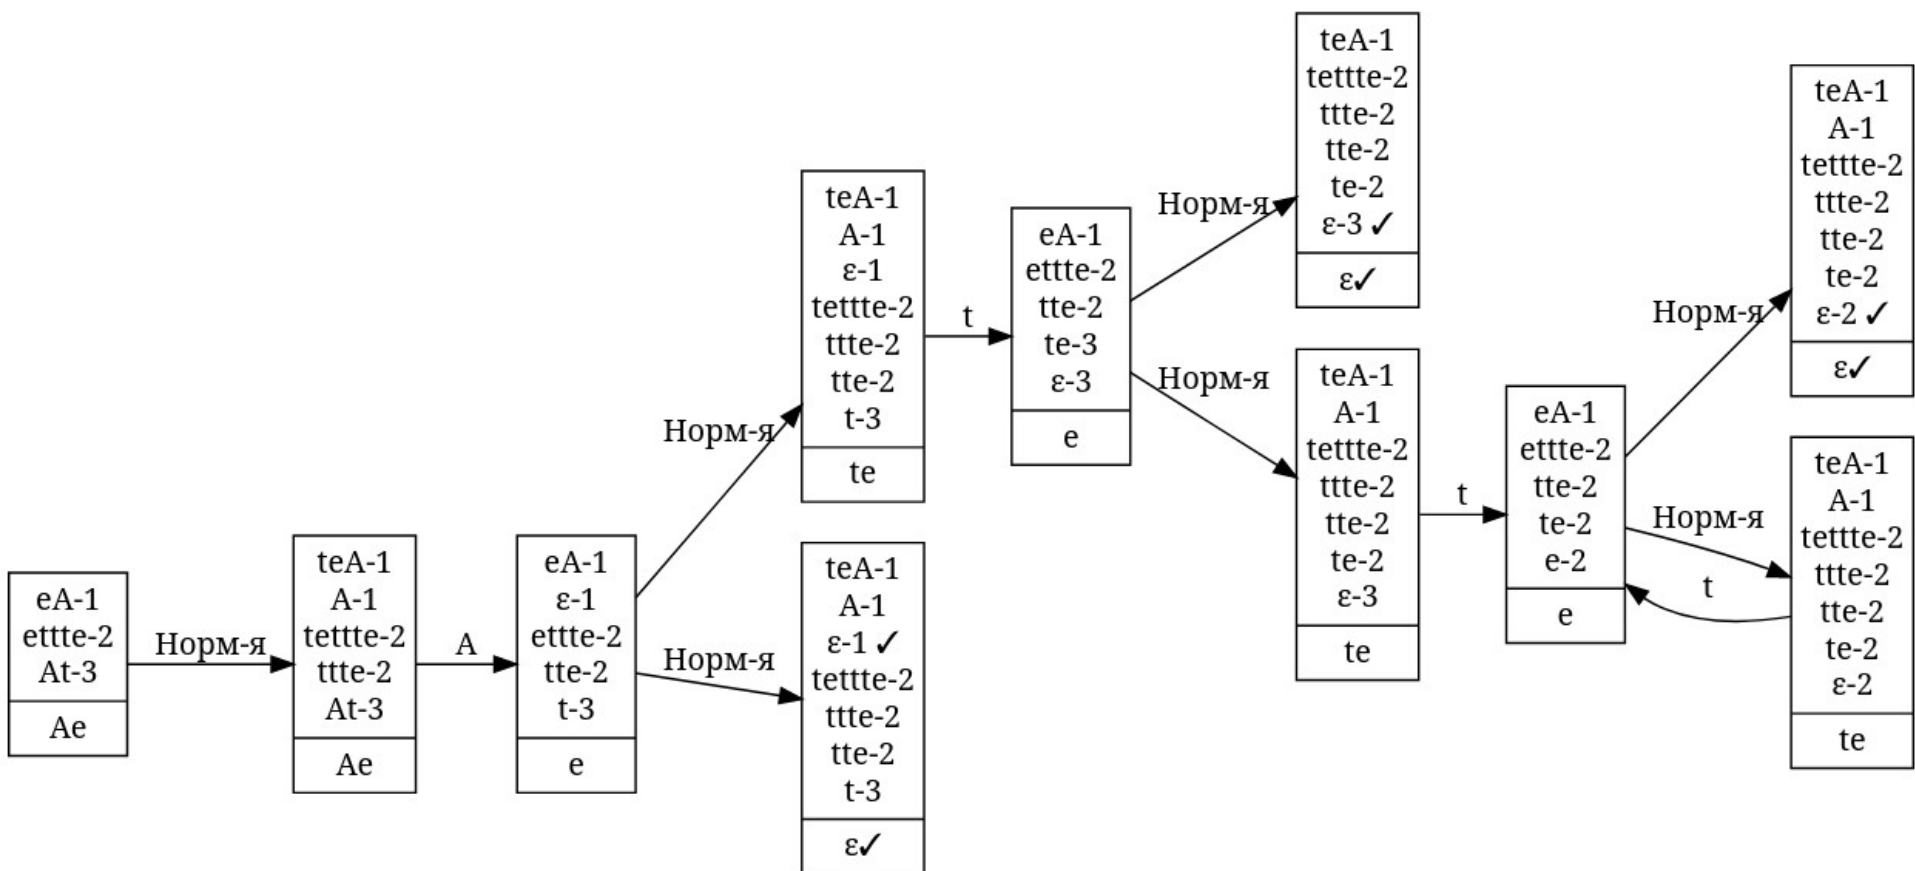 eA-1
ettte-2
At-3
Ae
Норм-я
teA-1
A-1
tettte-2
ttte-2
At-3
Ae
A
eA-1
ε-1
ettte-2
tte-2
t-3
e
Норм-я
Норм-я
teA-1
A-1
ε-1
tettte-2
ttte-2
tte-2
t-3
te
teA-1
A-1
ε-1 ✓
tettte-2
ttte-2
tte-2
t-3
ε✓
t
eA-1
ettte-2
tte-2
te-3
ε-3
e
Норм-я
Норм-я
teA-1
tettte-2
ttte-2
tte-2
te-2
ε-3 ✓
ε✓
teA-1
A-1
tettte-2
ttte-2
tte-2
te-2
ε-3
te
t
eA-1
ettte-2
tte-2
te-2
e-2
e
Норм-я
Норм-я
t
teA-1
A-1
tettte-2
ttte-2
tte-2
te-2
ε-2 ✓
ε✓
teA-1
A-1
tettte-2
ttte-2
tte-2
te-2
ε-2
te